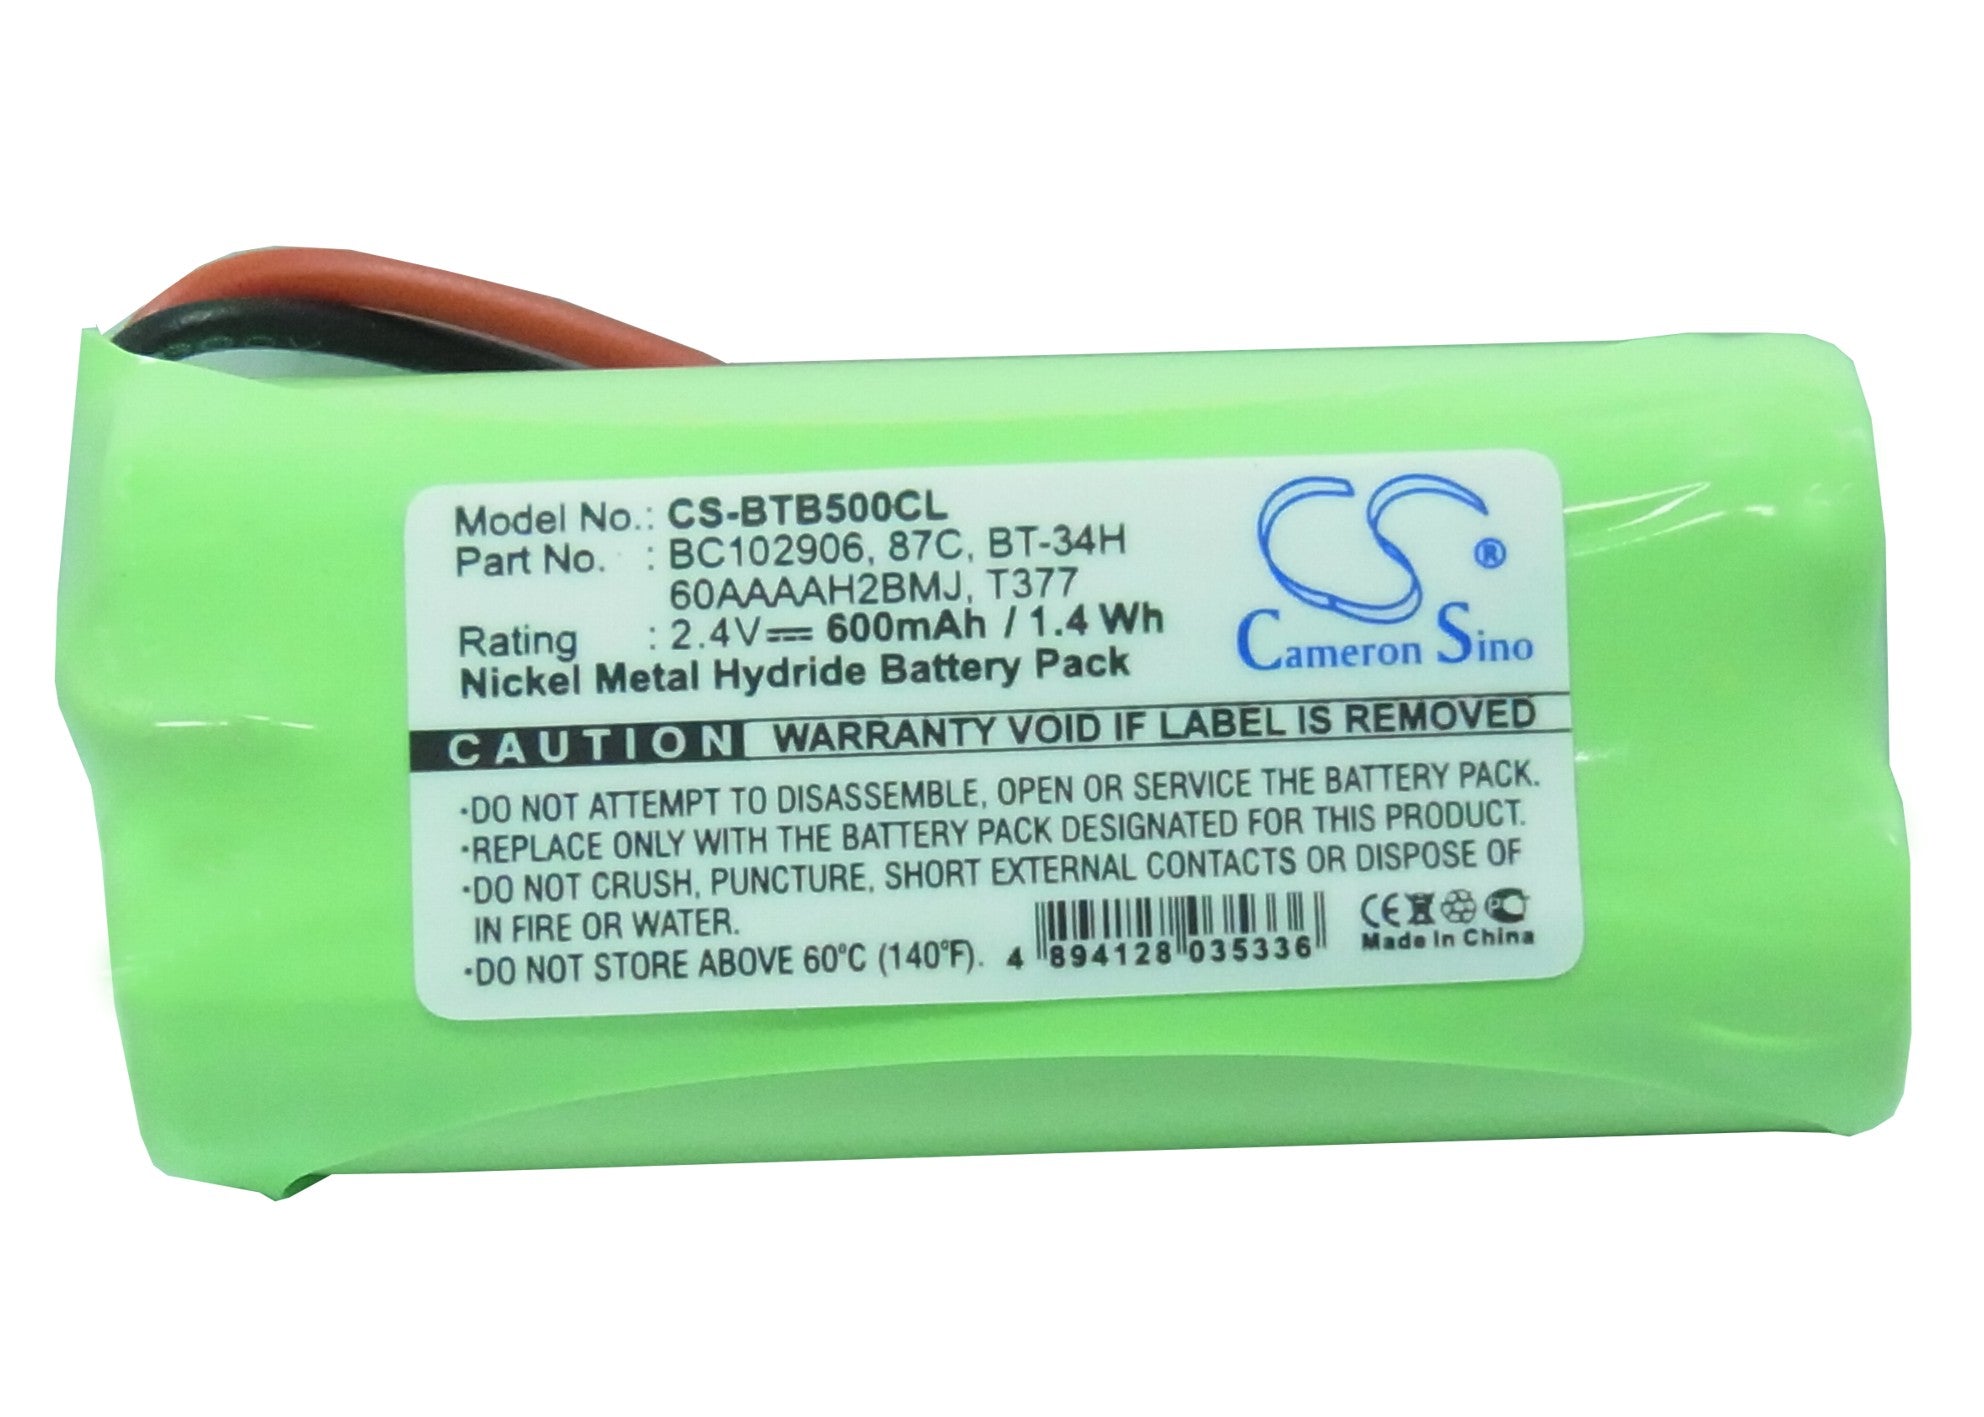 Model No.: CS-BTB500CL
Part No. : BC102906, 87C, BT-34H
60AAAAH2BMJ, T377
Rating : 2.4V 600mAh / 1.4 Wh
Nickel Metal Hydride Battery Pack
CS ®
Cameron Sino
CAUTION WARRANTY VOID IF LABEL IS REMOVED
·DO NOT ATTEMPT TO DISASSEMBLE, OPEN OR SERVICE THE BATTERY PACK.
·REPLACE ONLY WITH THE BATTERY PACK DESIGNATED FOR THIS PRODUCT.
·DO NOT CRUSH, PUNCTURE, SHORT EXTERNAL CONTACTS OR DISPOSE OF
IN FIRE OR WATER.
·DO NOT STORE ABOVE 60°C (140°F).
4 894128 035336
CE
Made in China